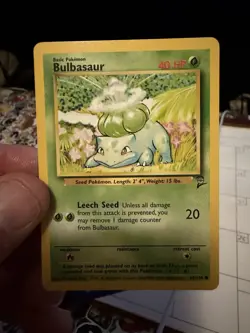 Basic Pokémon
Bulbasaur
40 HP
Seed Pokémon. Length: 2' 4", Weight: 15 lbs.
Leech Seed Unless all damage
from this attack is prevented, you
may remove 1 damage counter
from Bulbasaur.
20
weakness
resistance
retreat cost